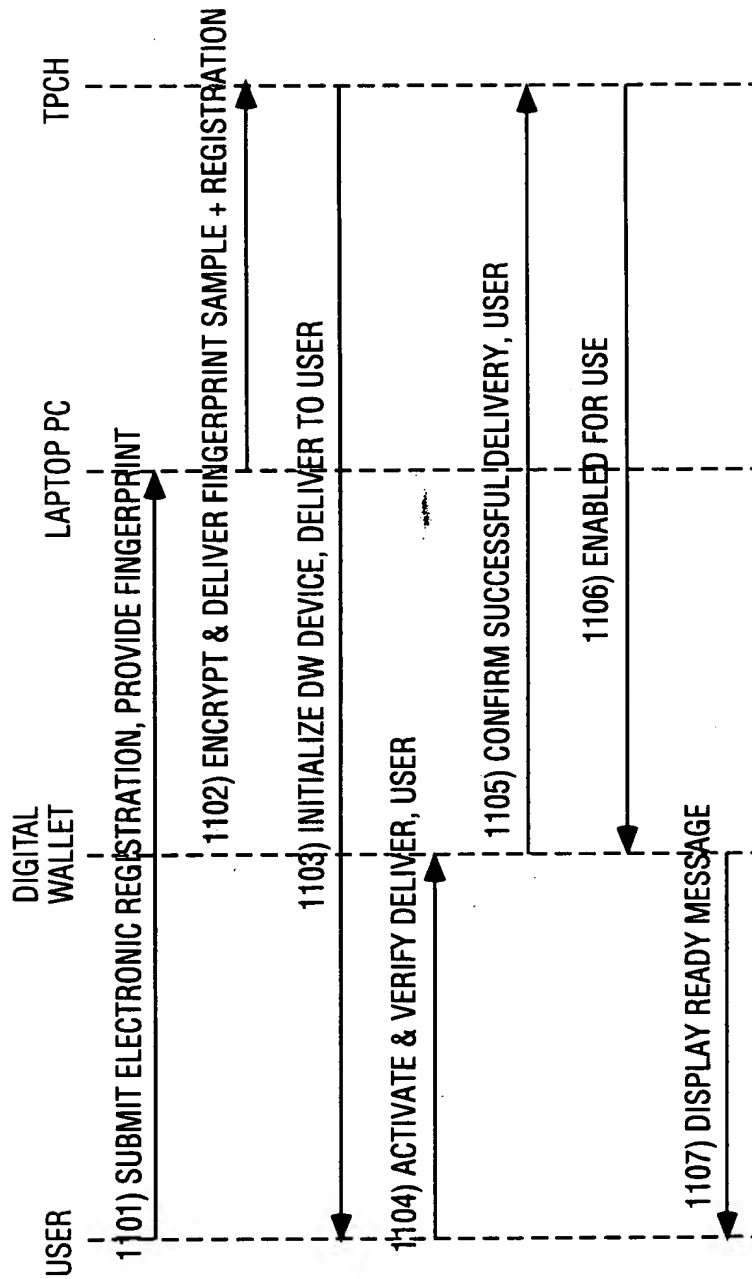 USER
DIGITAL
WALLET
LAPTOP PC
TPCH
1101) SUBMIT ELECTRONIC REGISTRATION, PROVIDE FINGERPRINT
1102) ENCRYPT & DELIVER FINGERPRINT SAMPLE + REGISTRATION
1103) INITIALIZE DW DEVICE, DELIVER TO USER
1104) ACTIVATE & VERIFY DELIVER, USER
1105) CONFIRM SUCCESSFUL DELIVERY, USER
1106) ENABLED FOR USE
1107) DISPLAY READY MESSAGE